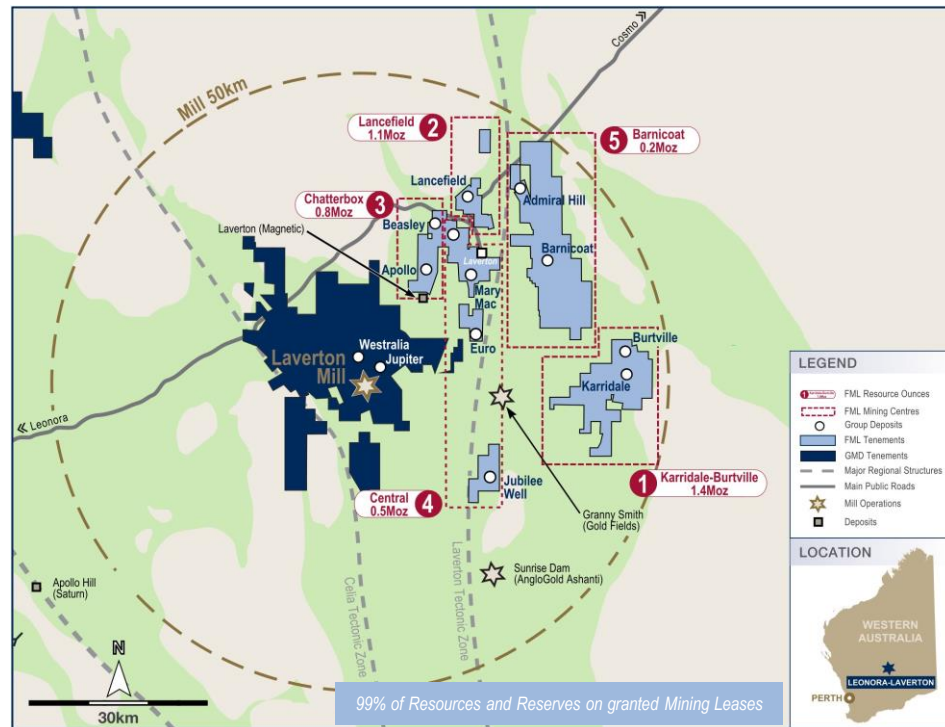 Cosmo
Mill 50km
Lancefield
1.1Moz
2
5
Barnicoat
0.2Moz
Lancefield
Admiral Hill
Chatterbox
0.8Moz
3
Beasley
Laverton (Magnetic)
Laverton
Apollo
Barnicoat
Mary
Mac
Euro
Burtville
Westralia
Jupiter
Laverton
Mill
Karridale
Leonora
Central
0.5Moz
4
Jubilee
Well
1
Karridale-Burtville
1.4Moz
Granny Smith
(Gold Fields)
Sunrise Dam
(AngloGold Ashanti)
Apollo Hill
(Saturn)
Celia Tectonic Zone
Laverton Tectonic Zone
N
30km
99% of Resources and Reserves on granted Mining Leases
LEGEND
1
FML Resource Ounces
FML Mining Centres
Group Deposits
FML Tenements
GMD Tenements
Major Regional Structures
Main Public Roads
Mill Operations
Deposits
LOCATION
WESTERN
AUSTRALIA
LEONORA-LAVERTON
PERTH